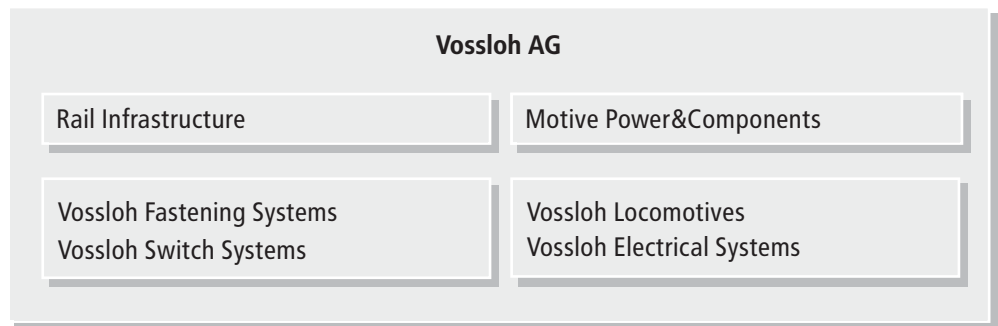 Vossloh AG
Rail Infrastructure
Motive Power&Components
Vossloh Fastening Systems
Vossloh Switch Systems
Vossloh Locomotives
Vossloh Electrical Systems